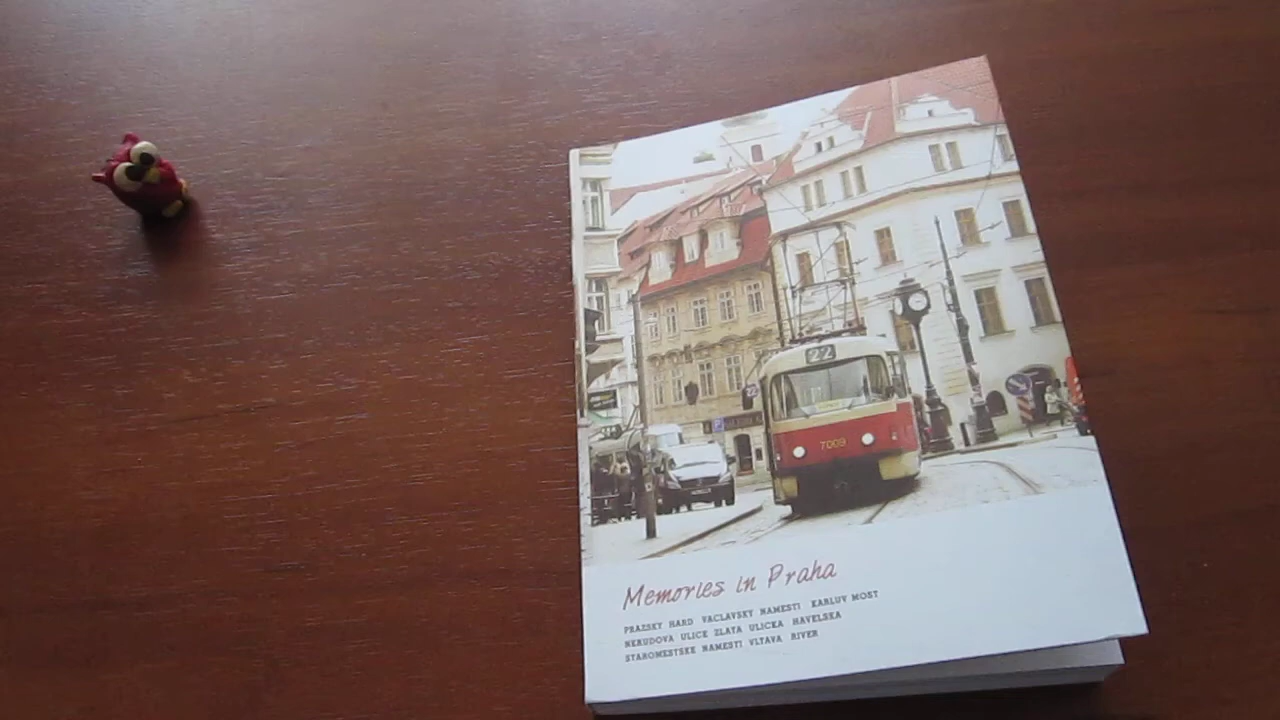 22
22
7009
Memories in Praha
PRAZSKY HARD VACLAVSKY NAMESTI KARLUV MOST
NERUDOVA ULICE ZLATA ULICKA HAVELSKA
STAROMESTSKE NAMESTI VLTAVA RIVER